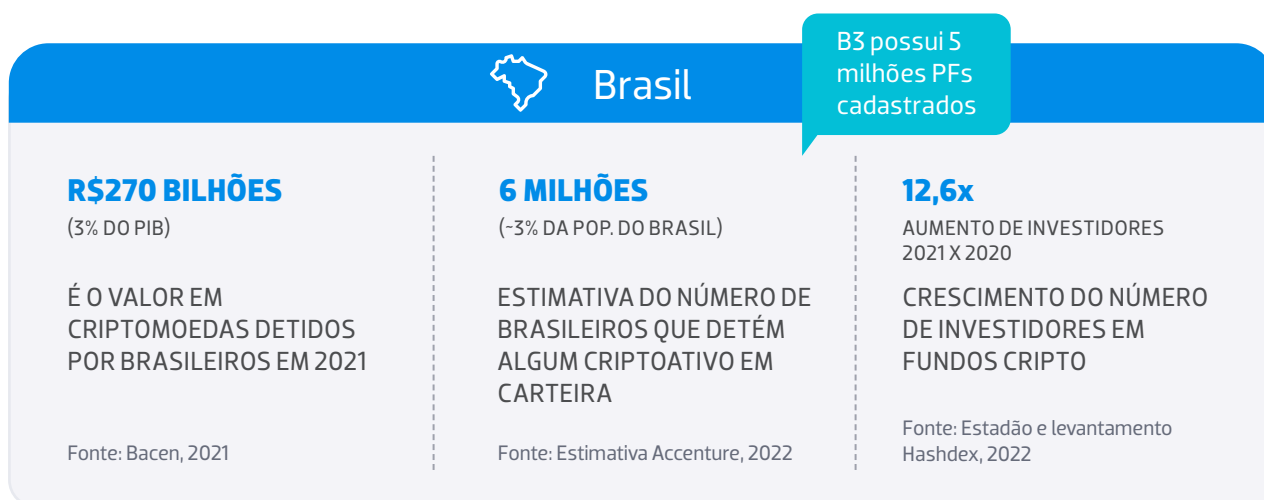 Brasil
B3 possui 5
milhões PFs
cadastrados
R$270 BILHÕES
(3% DO PIB)
É O VALOR EM
CRIPTOMOEDAS DETIDOS
POR BRASILEIROS EM 2021
Fonte: Bacen, 2021
6 MILHÕES
(~3% DA POP. DO BRASIL)
ESTIMATIVA DO NÚMERO DE
BRASILEIROS QUE DETÉM
ALGUM CRIPTOATIVO EM
CARTEIRA
Fonte: Estimativa Accenture, 2022
12,6x
AUMENTO DE INVESTIDORES
2021 X 2020
CRESCIMENTO DO NÚMERO
DE INVESTIDORES EM
FUNDOS CRIPTO
Fonte: Estadão e levantamento
Hashdex, 2022